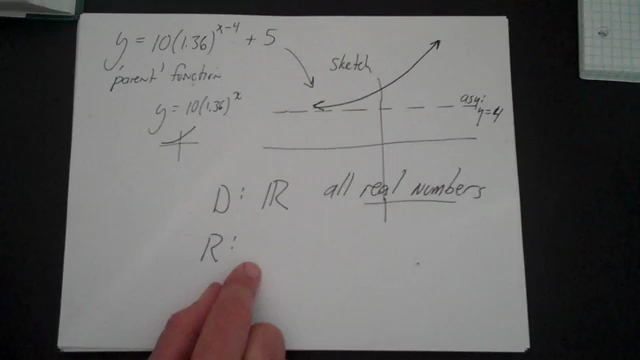 y = 10(1.36)^{x-4} + 5
'parent' function
y = 10(1.36)^x
sketch
asy:
y = 4
D: ℝ all real numbers
R: